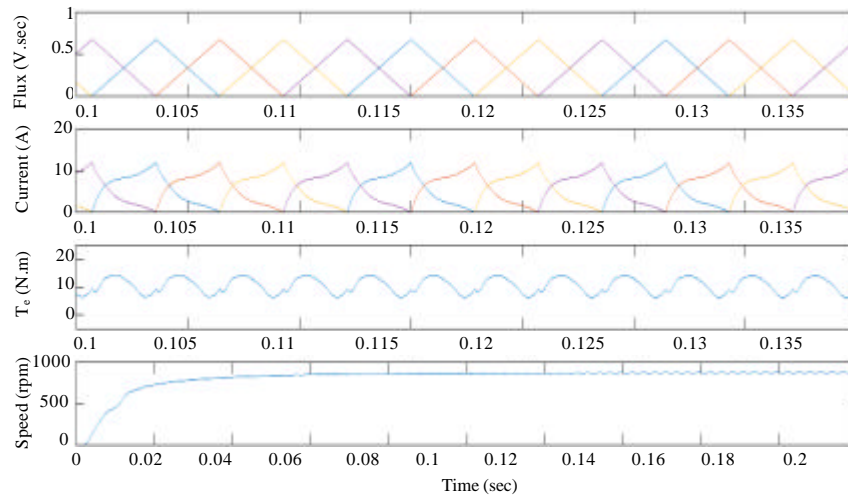 Flux (V.sec)
1
0.5
0
0.1 0.105 0.11 0.115 0.12 0.125 0.13 0.135
Current (A)
20
10
0
0.1 0.105 0.11 0.115 0.12 0.125 0.13 0.135
Te (N.m)
20
10
0
0.1 0.105 0.11 0.115 0.12 0.125 0.13 0.135
Speed (rpm)
1000
500
0
0 0.02 0.04 0.06 0.08 0.1 0.12 0.14 0.16 0.18 0.2
Time (sec)